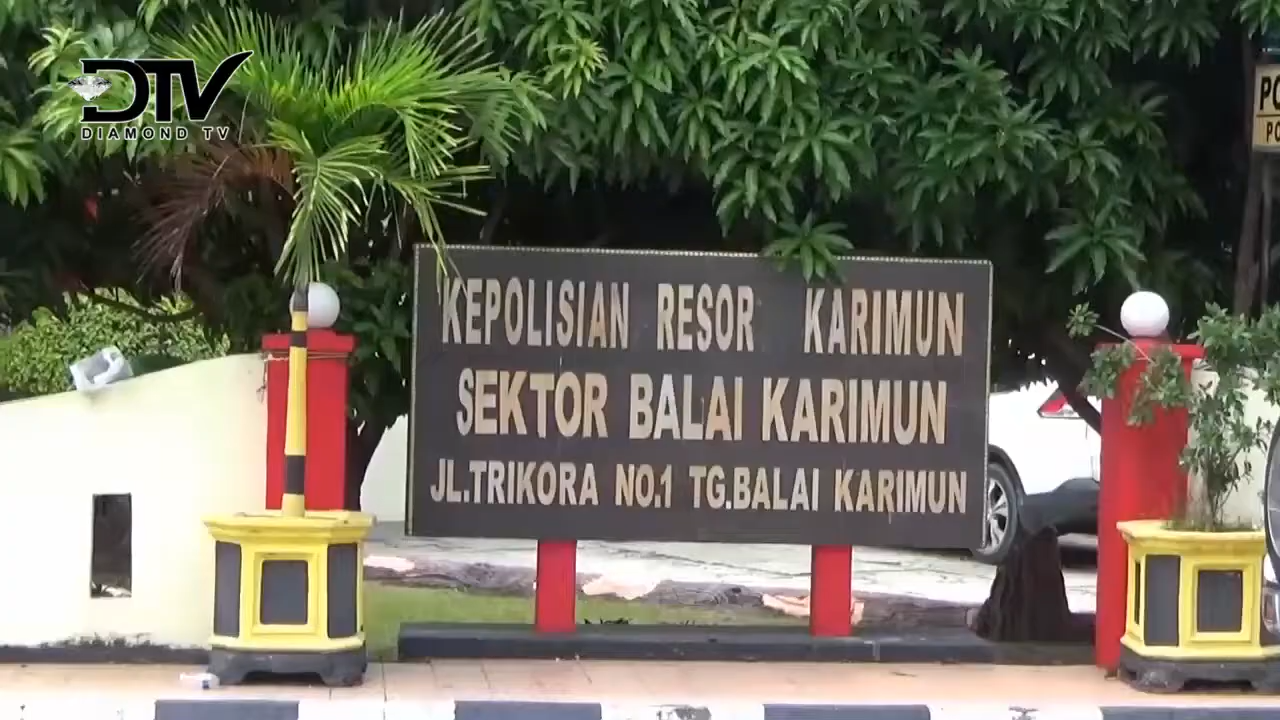 DTV
DIAMOND TV
KEPOLISIAN RESOR KARIMUN
SEKTOR BALAI KARIMUN
JL.TRIKORA NO.1 TG.BALAI KARIMUN